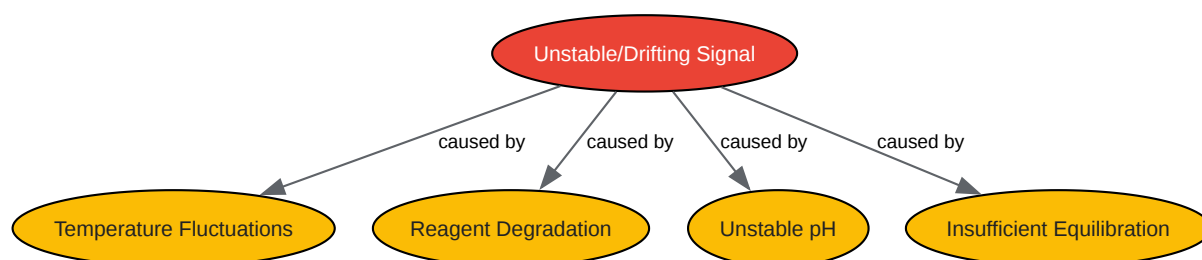 Unstable/Drifting Signal
caused by
caused by
caused by
caused by
Temperature Fluctuations
Reagent Degradation
Unstable pH
Insufficient Equilibration